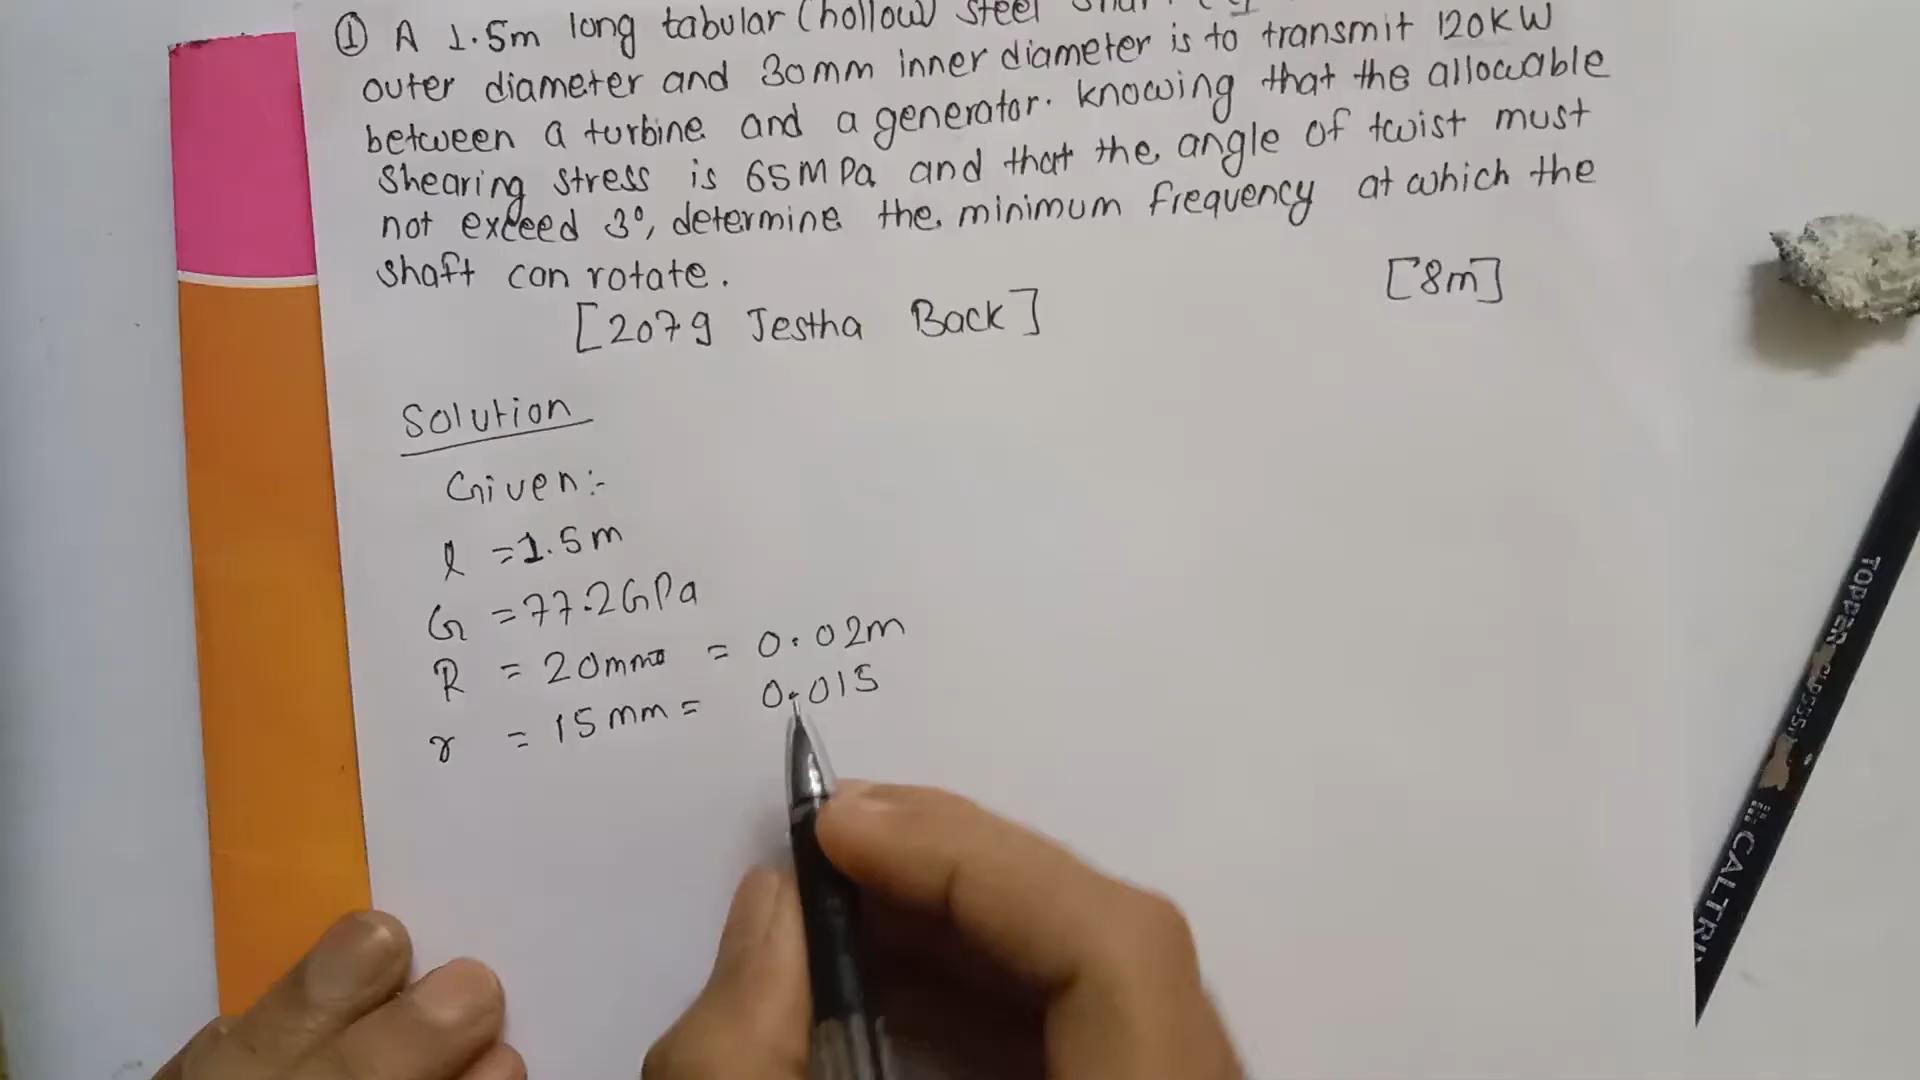 ① A 1.5m long tabular (hollow) steel
outer diameter and 30mm inner diameter is to transmit 120KW
between a turbine and a generator. Knowing that the allowable
shearing stress is 65MPa and that the angle of twist must
not exceed 3°, determine the minimum frequency at which the
shaft can rotate.
[8m]
[2079 Jestha Back]
Solution
Given:-
l = 1.5m
G = 77.2GPa
R = 20mm = 0.02m
r = 15mm = 0.015
TOPPER
CALTRI